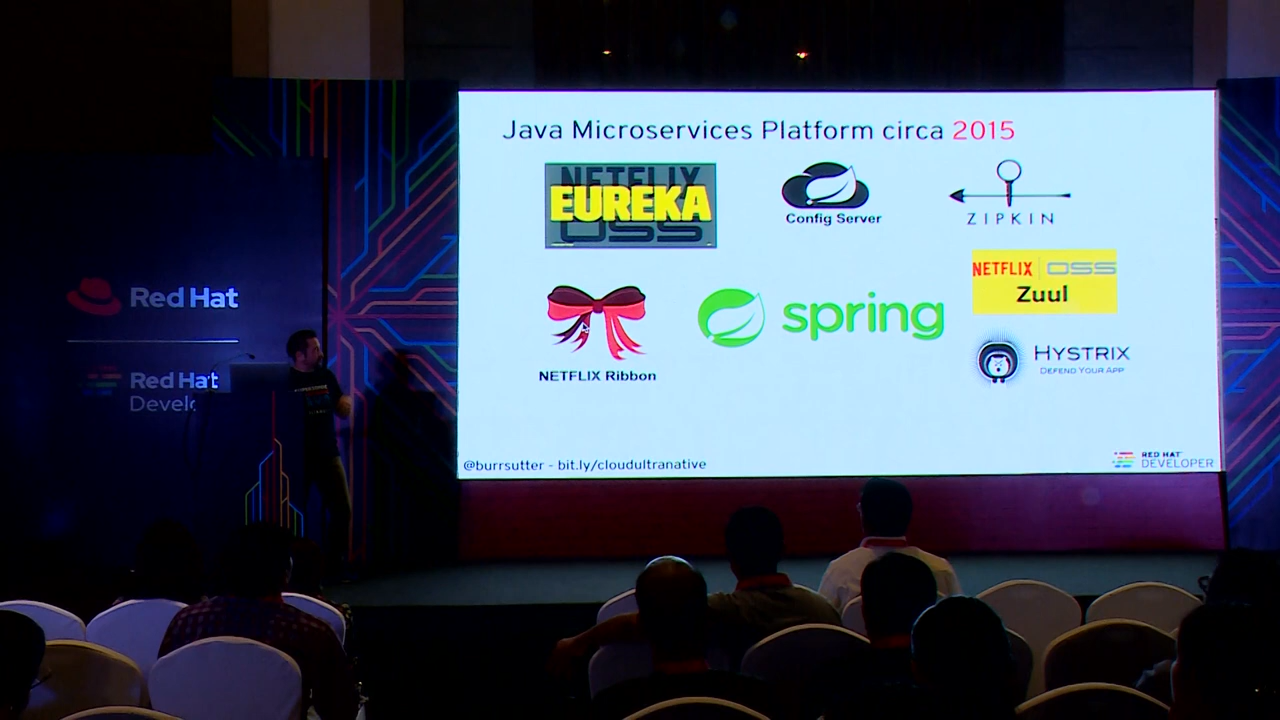 Java Microservices Platform circa 2015
NETFLIX
EUREKA
OSS
Config Server
ZIPKIN
NETFLIX OSS
Zuul
spring
HYSTRIX
DEFEND YOUR APP
NETFLIX Ribbon
@burrsutter - bit.ly/cloudultranative
RED HAT
DEVELOPER
Red Hat
Red Hat